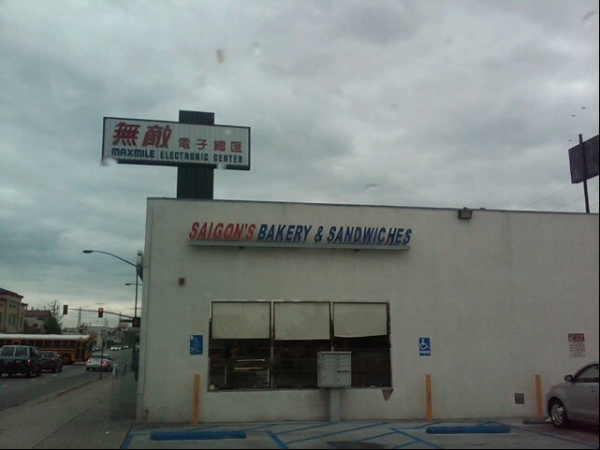 無敵 電子總匯
MAXMILE ELECTRONIC CENTER
SAIGON'S BAKERY & SANDWICHES